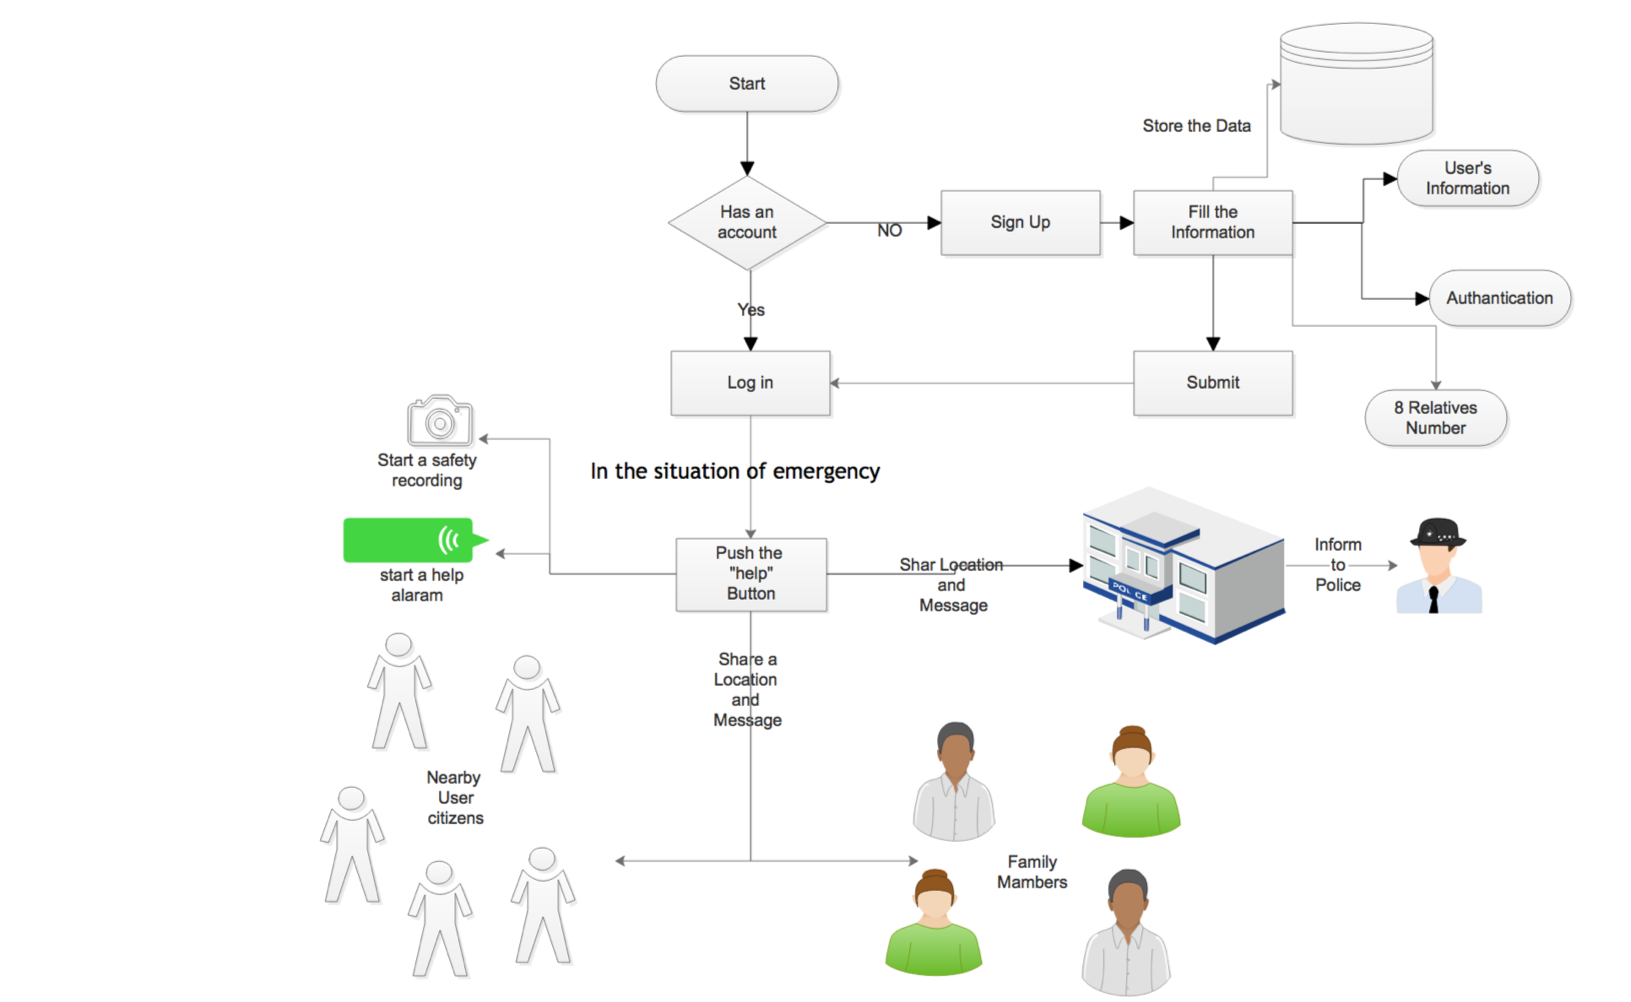 Start
Store the Data
User's
Information
Has an
account
NO
Sign Up
Fill the
Information
Authantication
Yes
Log in
Submit
8 Relatives
Number
Start a safety
recording
In the situation of emergency
start a help
alaram
Push the
"help"
Button
Shar Location
and
Message
POLICE
Inform
to
Police
Share a
Location
and
Message
Nearby
User
citizens
Family
Mambers